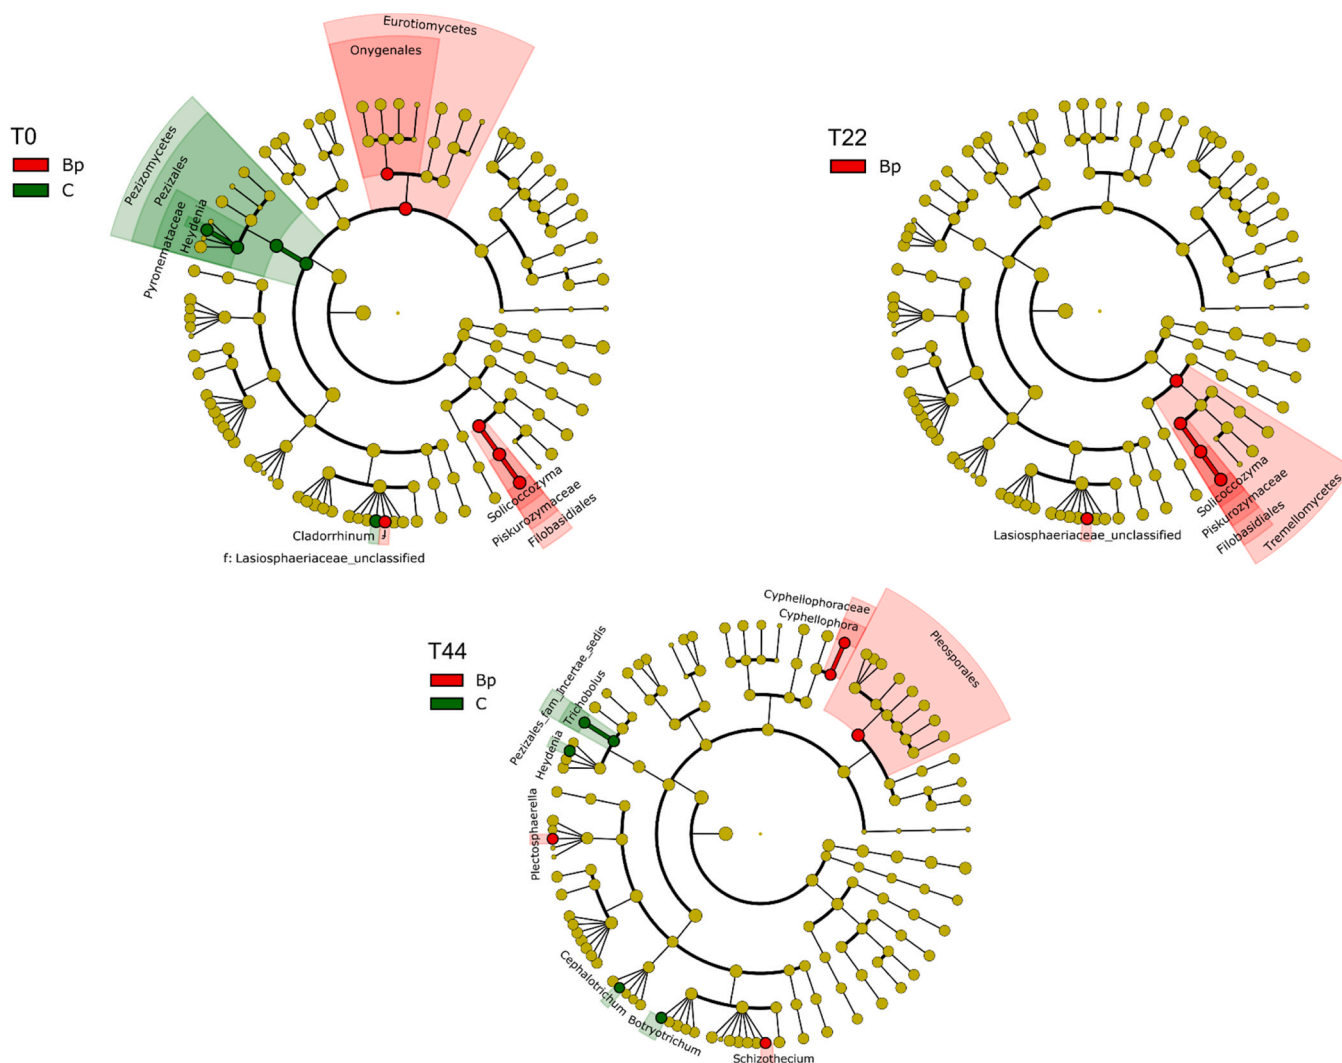 Eurotiomycetes
Onygenales
T0
Bp
C
Pezizomycetes
Pezizales
Pyronemataceae
Heydenia
Solicoccozyma
Piskurozymaceae
Filobasidiales
Cladorrhinum
f
f: Lasiosphaeriaceae_unclassified
T22
Bp
Solicoccozyma
Piskurozymaceae
Filobasidiales
Tremellomycetes
Lasiosphaeriaceae_unclassified
T44
Bp
C
Cyphellophoraceae
Cyphellophora
Pleosporales
Pezizales_fam_Incertae_sedis
Trichobolus
Heydenia
Plectosphaerella
Cephalotrichum
Botryotrichum
Schizothecium